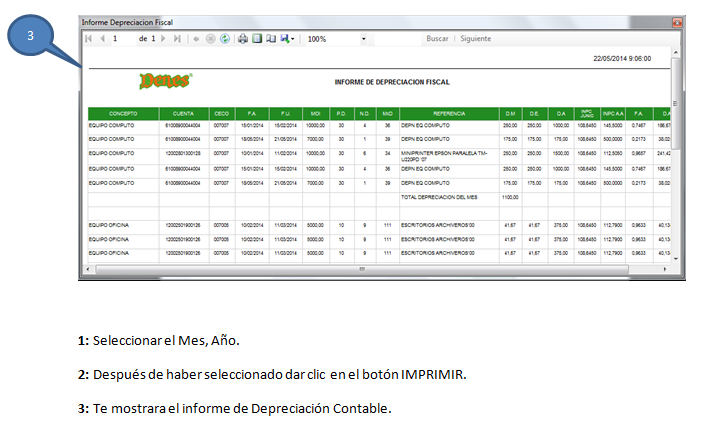 Informe Depreciacion Fiscal
3
1 de 1 100% Buscar | Siguiente
22/05/2014 9:06:00
Denes
INFORME DE DEPRECIACION FISCAL
CONCEPTO CUENTA CECO F.A. F.U. MOI P.D. N.D. MxD REFERENCIA D.M D.E. D.A INPC JUNIO INPC A A F.A. D.A
EQUIPO COMPUTO 61008900044004 007007 15/01/2014 15/02/2014 10000,00 30 4 36 DEPN EQ COMPUTO 250,00 250,00 1000,00 108,6450 145,5000 0,7467 186,67
EQUIPO COMPUTO 61008900044004 007007 18/05/2014 21/05/2014 7000,00 30 1 39 DEPN EQ COMPUTO 175,00 175,00 175,00 108,6450 500,0000 0,2173 38,02
EQUIPO COMPUTO 12002801300128 007007 10/01/2014 11/02/2014 10000,00 30 6 34 MINIPRINTER EPSON PARALELA TM-
U220PD '07 250,00 250,00 1500,00 108,6450 112,5050 0,9657 241,42
EQUIPO COMPUTO 61008900044004 007007 15/01/2014 15/02/2014 10000,00 30 4 36 DEPN EQ COMPUTO 250,00 250,00 1000,00 108,6450 145,5000 0,7467 186,67
EQUIPO COMPUTO 61008900044004 007007 18/05/2014 21/05/2014 7000,00 30 1 39 DEPN EQ COMPUTO 175,00 175,00 175,00 108,6450 500,0000 0,2173 38,02
TOTAL DEPRECIACION DEL MES 1100,00
EQUIPO OFICINA 12002501900126 007005 10/02/2014 11/03/2014 5000,00 10 9 111 ESCRITORIOS ARCHIVEROS'00 41,67 41,67 375,00 108,6450 112,7900 0,9633 40,13
EQUIPO OFICINA 12002501900126 007005 10/02/2014 11/03/2014 5000,00 10 9 111 ESCRITORIOS ARCHIVEROS'00 41,67 41,67 375,00 108,6450 112,7900 0,9633 40,13
EQUIPO OFICINA 12002501900126 007005 10/02/2014 11/03/2014 5000,00 10 9 111 ESCRITORIOS ARCHIVEROS'00 41,67 41,67 375,00 108,6450 112,7900 0,9633 40,13
1: Seleccionar el Mes, Año.
2: Después de haber seleccionado dar clic en el botón IMPRIMIR.
3: Te mostrara el informe de Depreciación Contable.